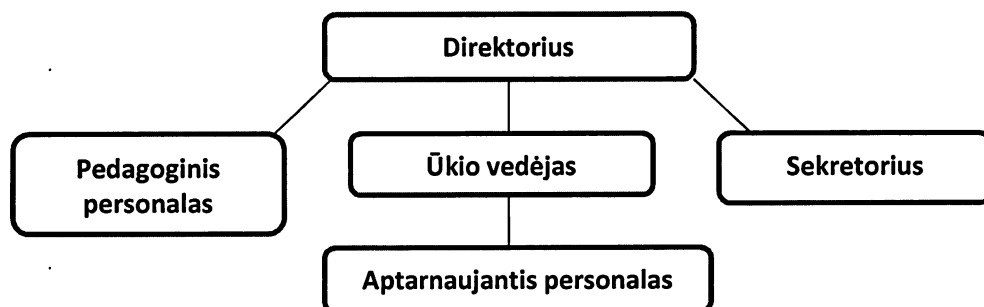 Direktorius
Pedagoginis
personalas
Ūkio vedėjas
Sekretorius
Aptarnaujantis personalas